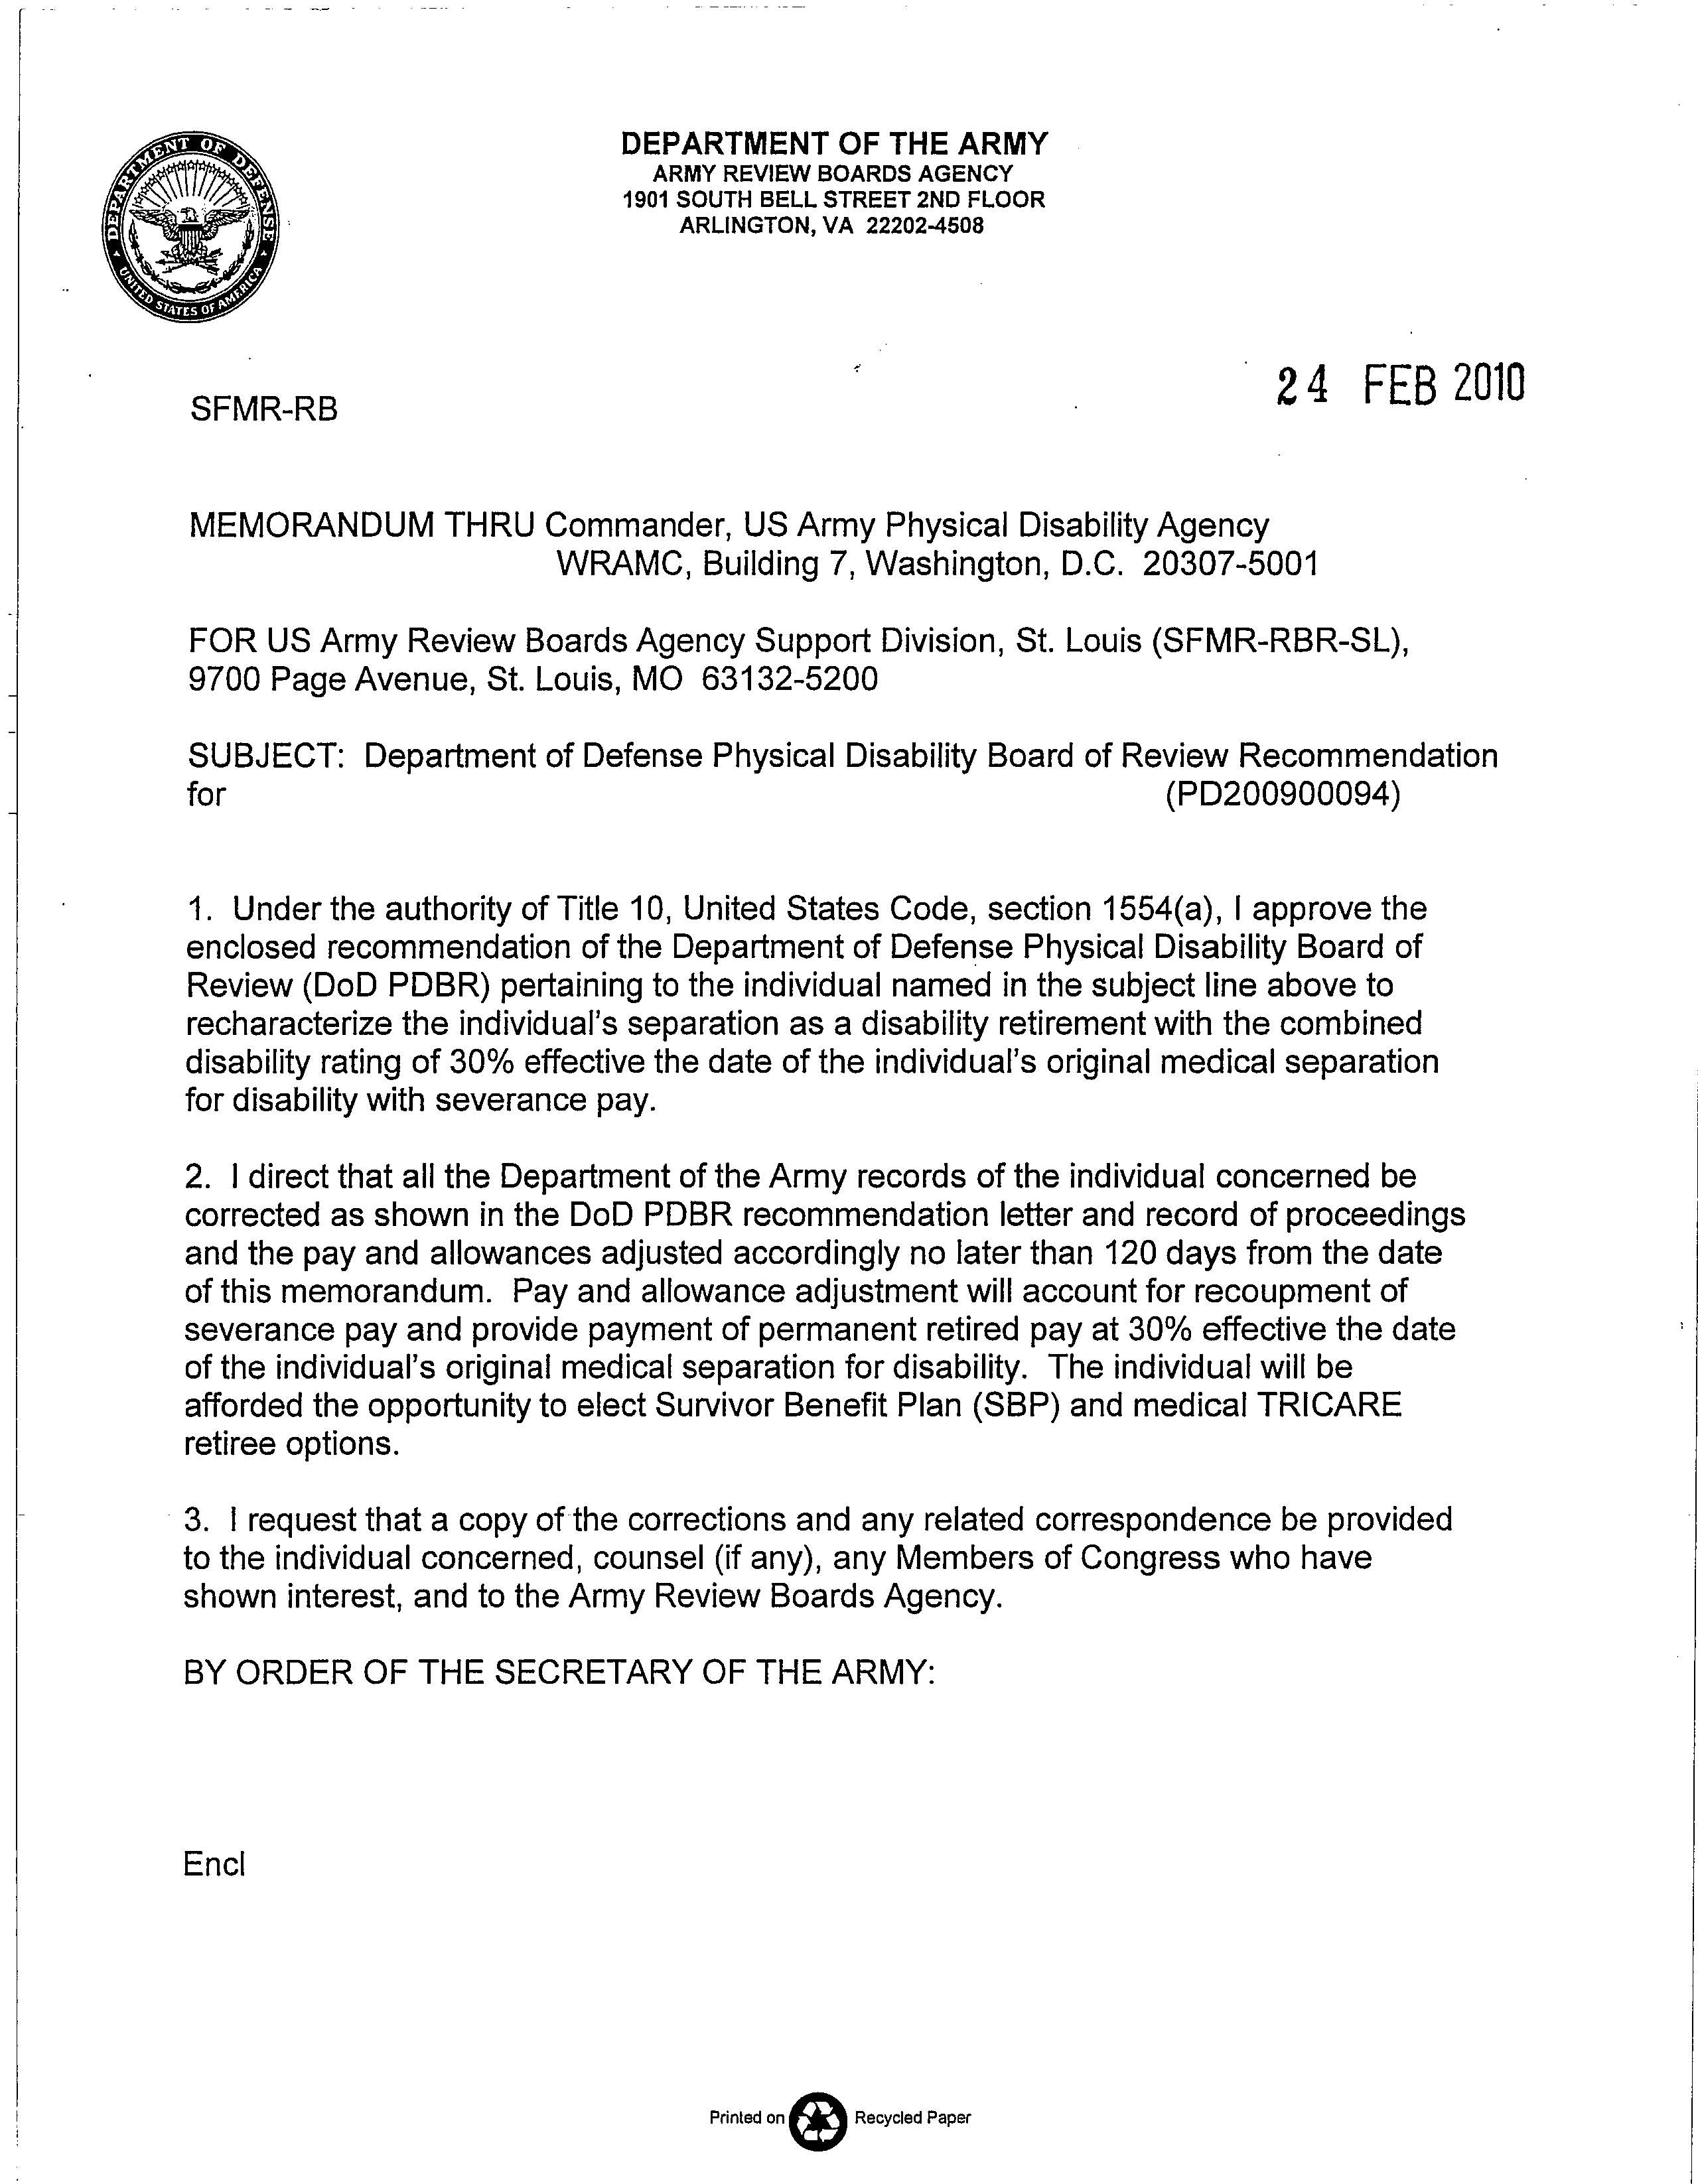 DEPARTMENT OF DEFENSE
UNITED STATES OF AMERICA
DEPARTMENT OF THE ARMY
ARMY REVIEW BOARDS AGENCY
1901 SOUTH BELL STREET 2ND FLOOR
ARLINGTON, VA 22202-4508
24 FEB 2010
SFMR-RB
MEMORANDUM THRU Commander, US Army Physical Disability Agency
WRAMC, Building 7, Washington, D.C. 20307-5001
FOR US Army Review Boards Agency Support Division, St. Louis (SFMR-RBR-SL),
9700 Page Avenue, St. Louis, MO 63132-5200
SUBJECT: Department of Defense Physical Disability Board of Review Recommendation
for (PD200900094)
1. Under the authority of Title 10, United States Code, section 1554(a), I approve the
enclosed recommendation of the Department of Defense Physical Disability Board of
Review (DoD PDBR) pertaining to the individual named in the subject line above to
recharacterize the individual's separation as a disability retirement with the combined
disability rating of 30% effective the date of the individual's original medical separation
for disability with severance pay.
2. I direct that all the Department of the Army records of the individual concerned be
corrected as shown in the DoD PDBR recommendation letter and record of proceedings
and the pay and allowances adjusted accordingly no later than 120 days from the date
of this memorandum. Pay and allowance adjustment will account for recoupment of
severance pay and provide payment of permanent retired pay at 30% effective the date
of the individual's original medical separation for disability. The individual will be
afforded the opportunity to elect Survivor Benefit Plan (SBP) and medical TRICARE
retiree options.
3. I request that a copy of the corrections and any related correspondence be provided
to the individual concerned, counsel (if any), any Members of Congress who have
shown interest, and to the Army Review Boards Agency.
BY ORDER OF THE SECRETARY OF THE ARMY:
Encl
Printed on Recycled Paper